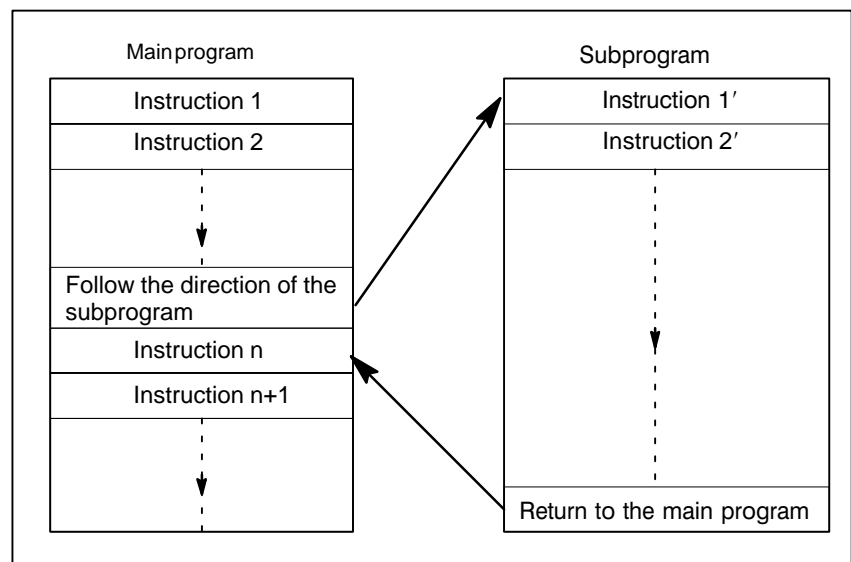 Main program
Instruction 1
Instruction 2
Follow the direction of the
subprogram
Instruction n
Instruction n+1
Subprogram
Instruction 1′
Instruction 2′
Return to the main program